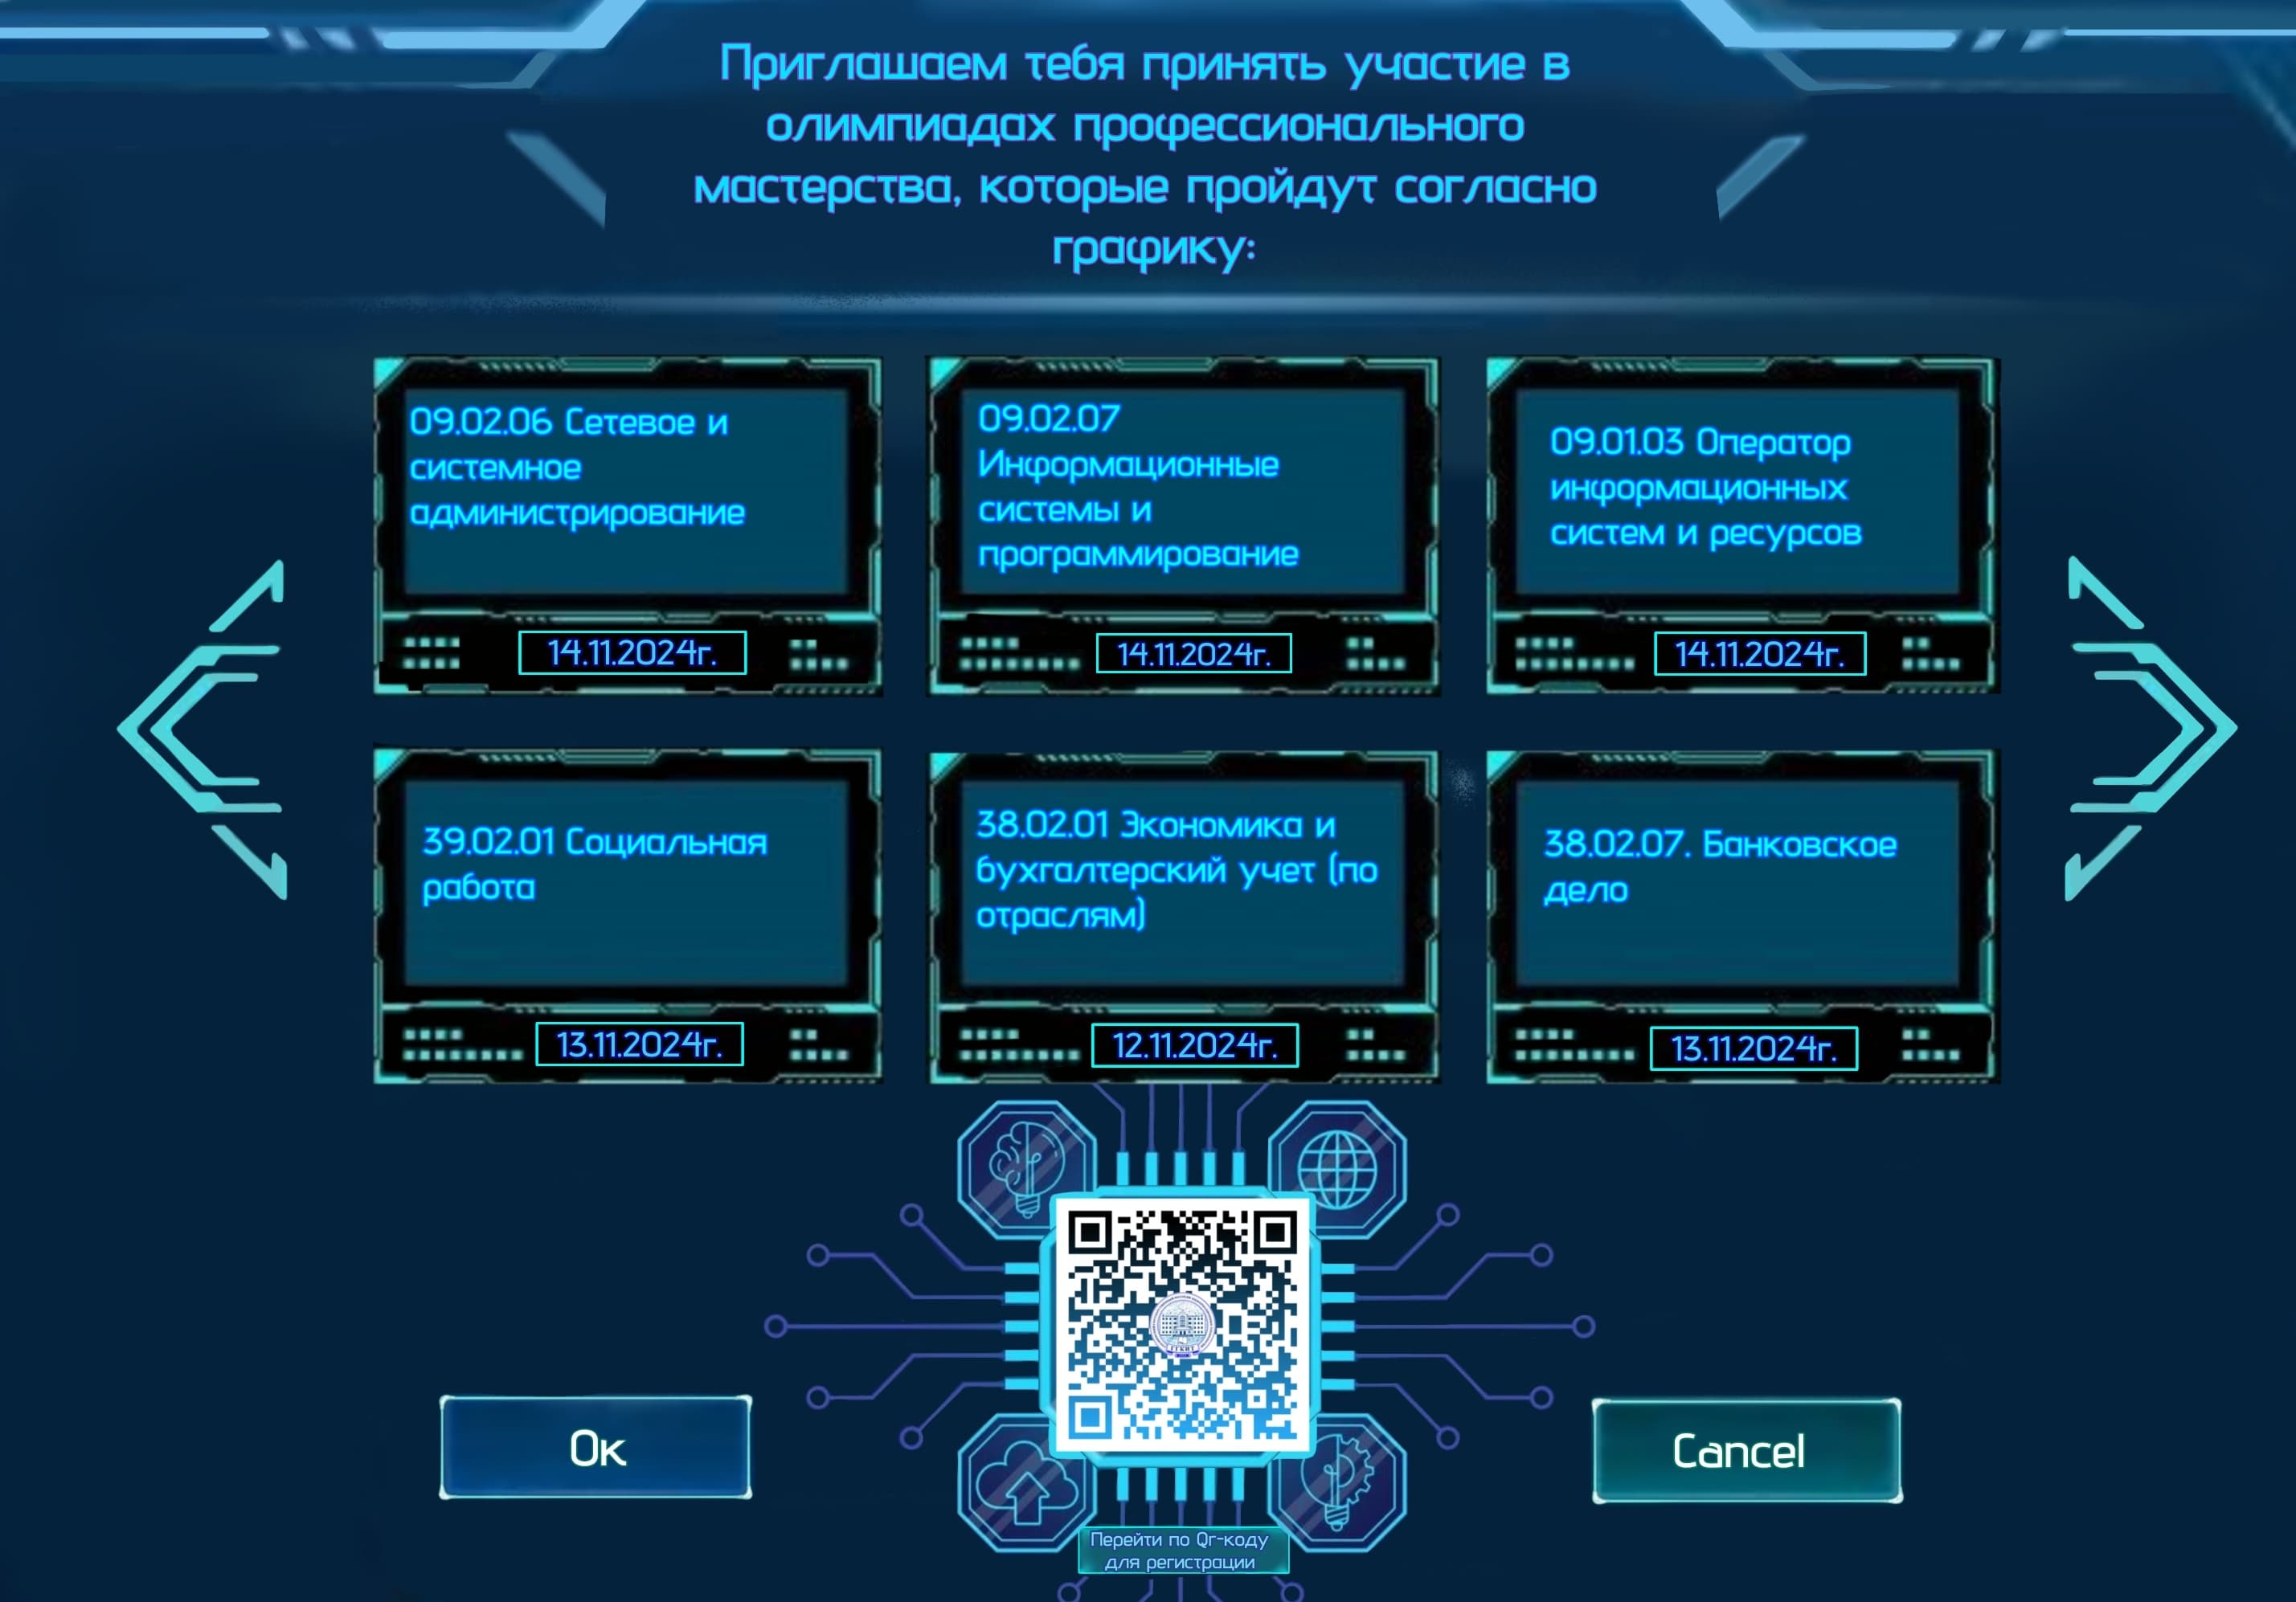 Приглашаем тебя принять участие в
олимпиадах профессионального
мастерства, которые пройдут согласно
графику:
09.02.06 Сетевое и
системное
администрирование
14.11.2024г.
09.02.07
Информационные
системы и
программирование
14.11.2024г.
09.01.03 Оператор
информационных
систем и ресурсов
14.11.2024г.
39.02.01 Социальная
работа
13.11.2024г.
38.02.01 Экономика и
бухгалтерский учет (по
отраслям)
12.11.2024г.
38.02.07. Банковское
дело
13.11.2024г.
Ок
Cancel
Перейти по Qr-коду
для регистрации